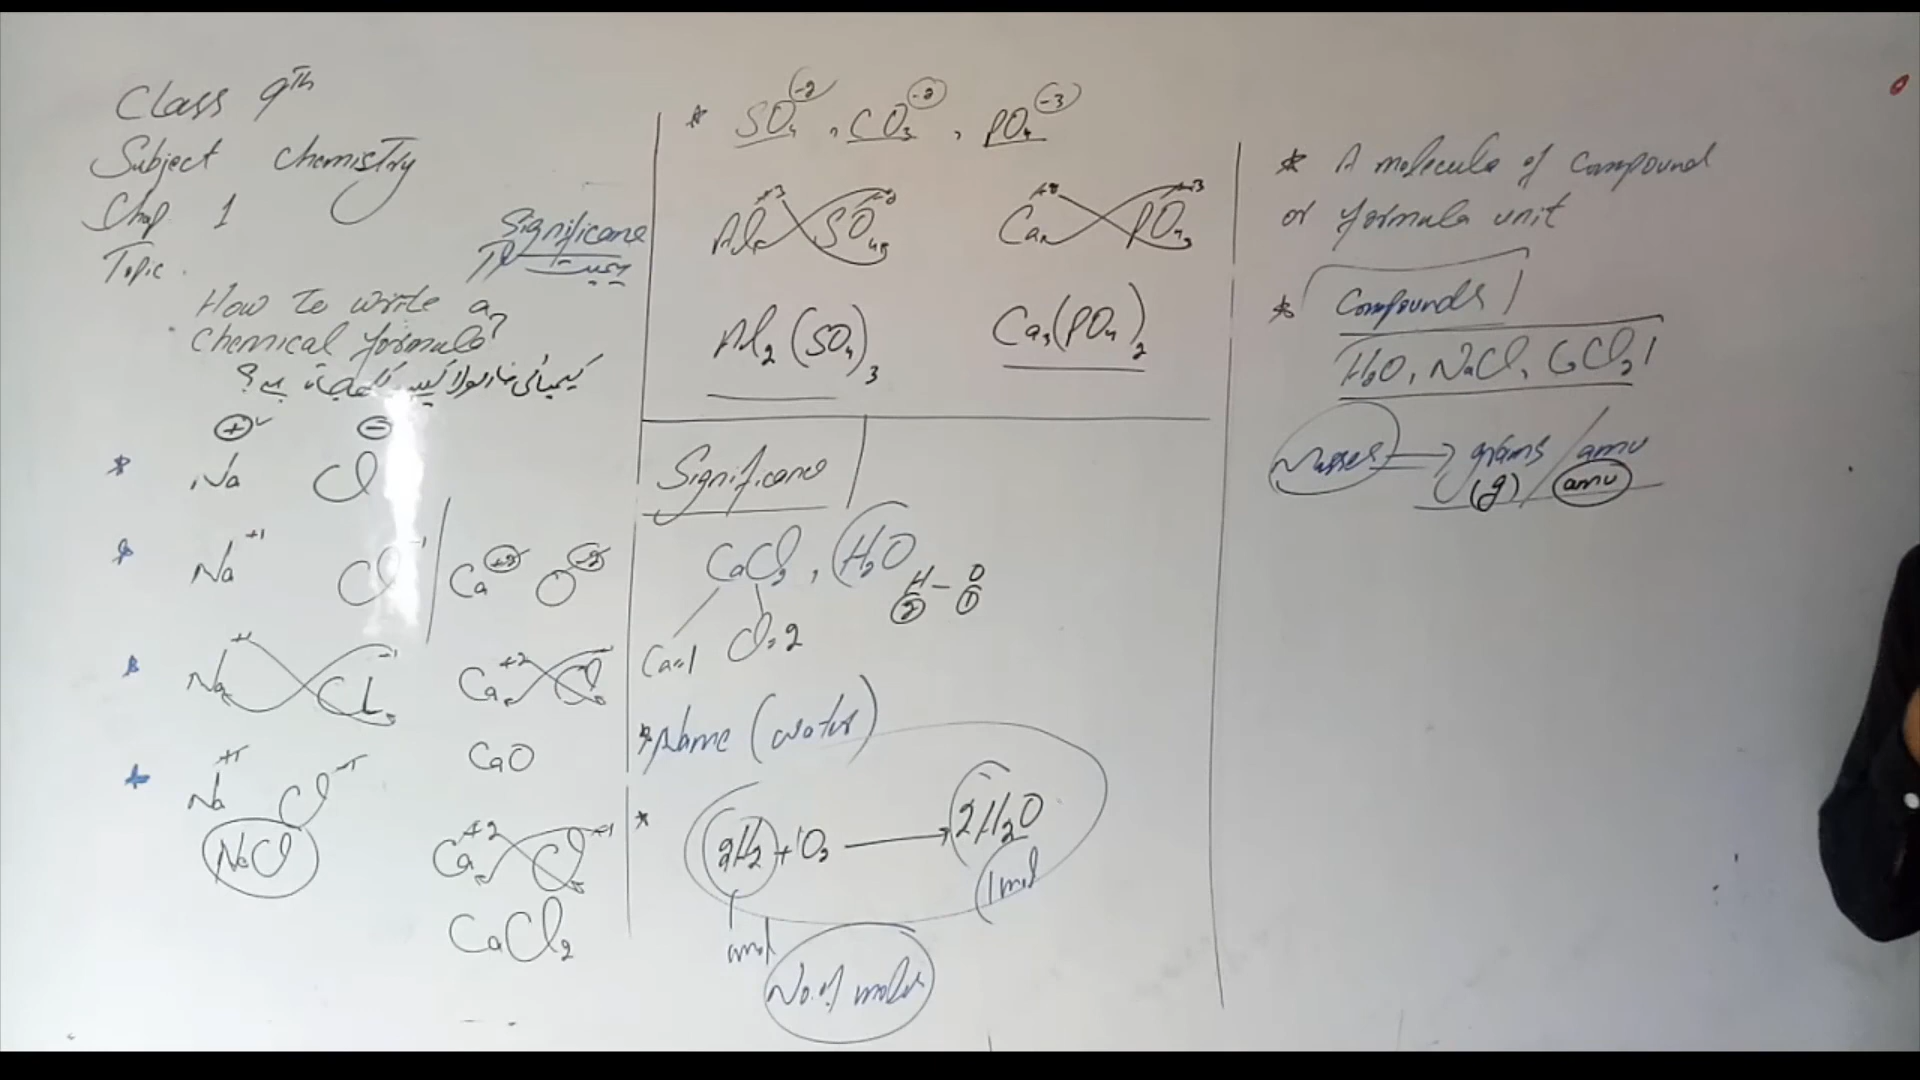 Class 9th
Subject Chemistry
Chap 1
Topic
Significance
How To write a
Chemical formula?
کیمیائی فارمولا کیسے لکھا جاتا ہے؟
+ −
Na Cl
Na+1 Cl-1
Ca+2 O-2
Na+1 Cl-1
Ca+2
CaO
Na+1 Cl-1
NaCl
Ca+2 Cl-1
CaCl2
* SO4-2, CO3-2, PO4-3
Al+3 SO4
Ca PO4-3
Al2(SO4)3
Ca3(PO4)2
Significance
CaCl2, H2O
H − O
2 1
Ca=1 Cl=2
* Name (water)
* 2H2 + O2 → 2H2O
1mol
No. of moles
* A molecule of compound
or formula unit
* Compounds
H2O, NaCl, CaCl2
Masses → grams / amu
(g) amu